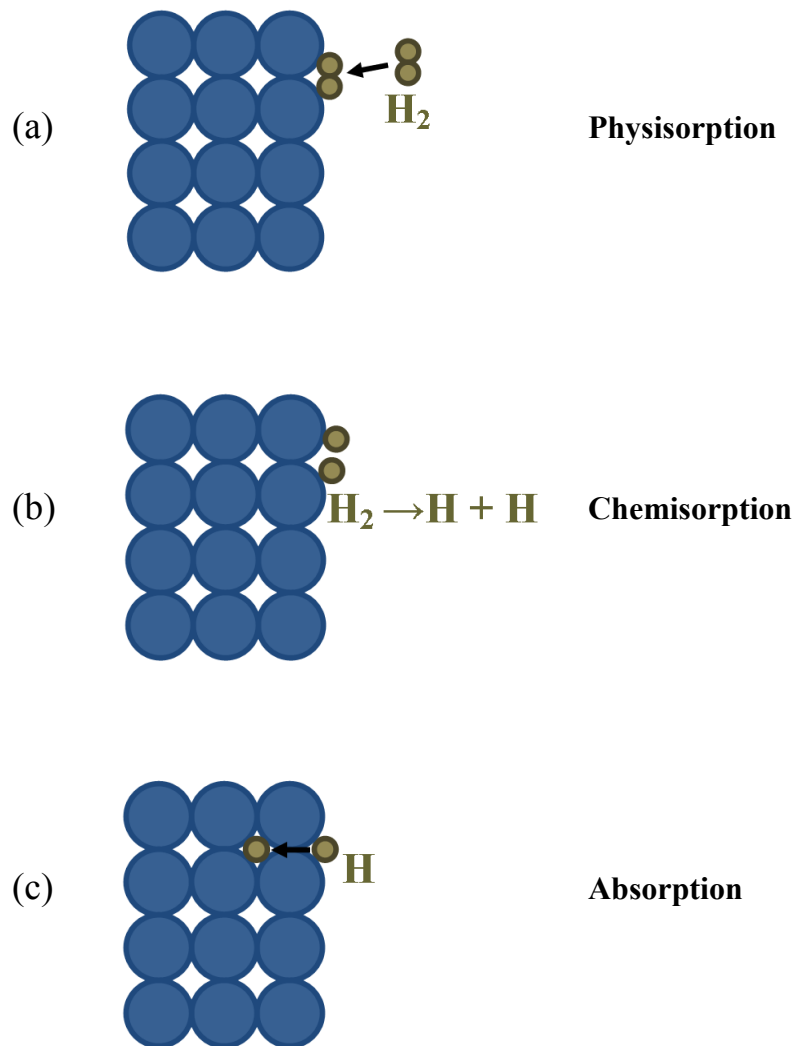 H₂
(a) Physisorption
(b) H₂ →H + H Chemisorption
(c) H Absorption